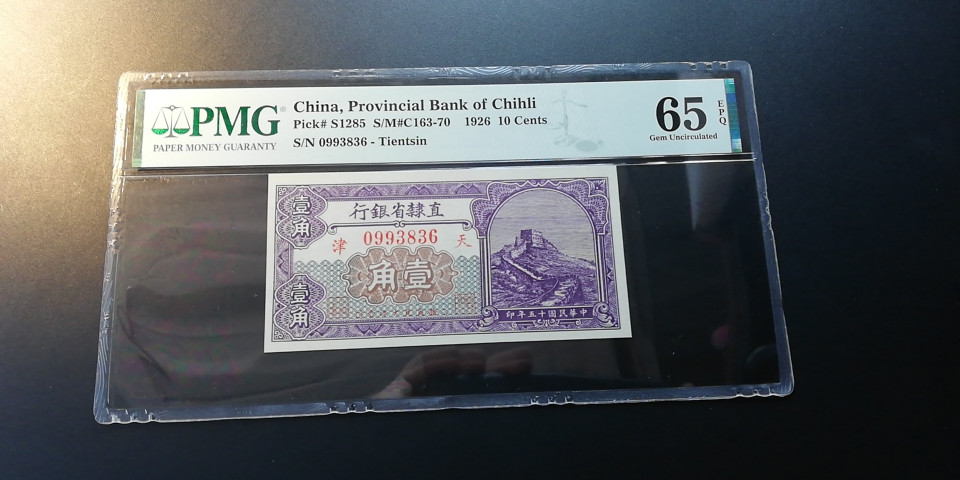 PMG
PAPER MONEY GUARANTY
China, Provincial Bank of Chihli
Pick# S1285 S/M#C163-70 1926 10 Cents
S/N 0993836 - Tientsin
65 EPQ
Gem Uncirculated
行銀省隸直
壹角
津 0993836 天
角壹
壹角
印年五十國民華中